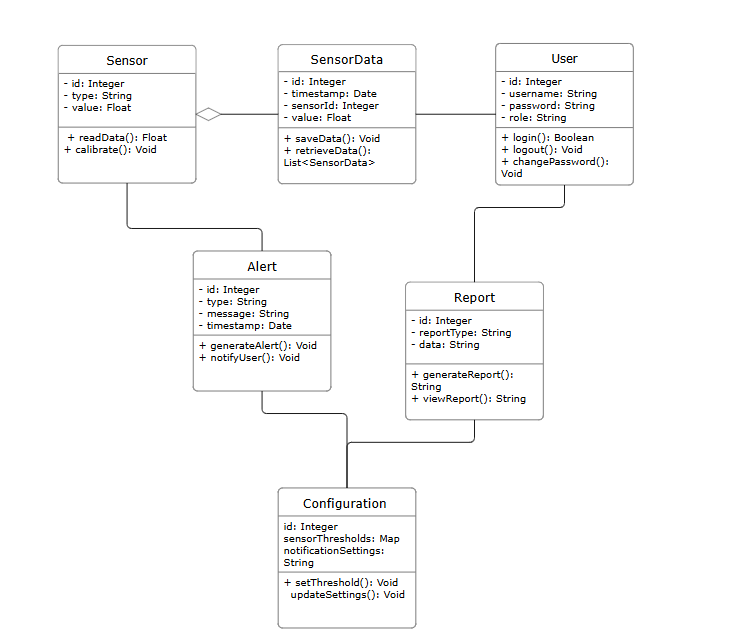 Sensor
- id: Integer
- type: String
- value: Float
+ readData(): Float
+ calibrate(): Void
SensorData
- id: Integer
- timestamp: Date
- sensorId: Integer
- value: Float
+ saveData(): Void
+ retrieveData():
List<SensorData>
User
- id: Integer
- username: String
- password: String
- role: String
+ login(): Boolean
+ logout(): Void
+ changePassword():
Void
Alert
- id: Integer
- type: String
- message: String
- timestamp: Date
+ generateAlert(): Void
+ notifyUser(): Void
Report
- id: Integer
- reportType: String
- data: String
+ generateReport():
String
+ viewReport(): String
Configuration
id: Integer
sensorThresholds: Map
notificationSettings:
String
+ setThreshold(): Void
updateSettings(): Void